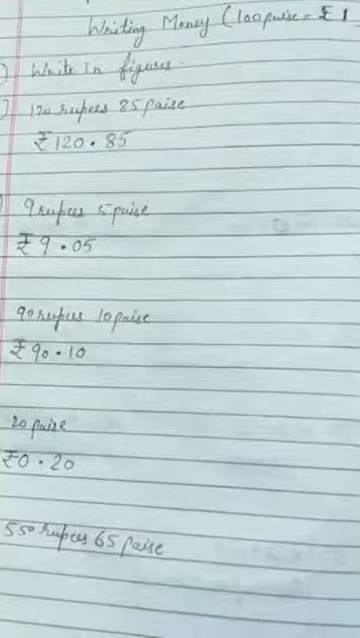 Writing Money (100 paise = ₹ 1
) Write in figures.
) 120 rupees 85 paise
₹120.85
) 9 rupees 5 paise
₹9.05
90 rupees 10 paise
₹90.10
20 paise
₹0.20
550 rupees 65 paise